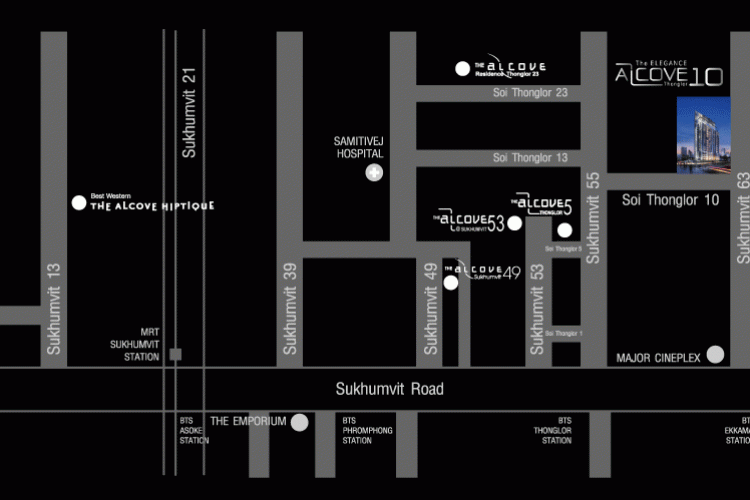 THE aLCOVE
Residence Thonglor 23
The ELEGANCE
ALCOVE 10
Thonglor
Sukhumvit 21
Soi Thonglor 23
SAMITIVEJ
HOSPITAL
Soi Thonglor 13
Best Western
THE ALCOVE HIPTIQUE
THE aLCOVE 5
THONGLOR
THE aLCOVE 53
@ SUKHUMVIT
Soi Thonglor 10
Sukhumvit 55
Sukhumvit 63
Soi Thonglor 5
THE aLCOVE 49
Sukhumvit
Sukhumvit 13
Sukhumvit 39
Sukhumvit 49
Sukhumvit 53
MRT
SUKHUMVIT
STATION
Soi Thonglor 1
MAJOR CINEPLEX
Sukhumvit Road
BTS
ASOKE
STATION
THE EMPORIUM
BTS
PHROMPHONG
STATION
BTS
THONGLOR
STATION
BT
EKKAMA
STATIO